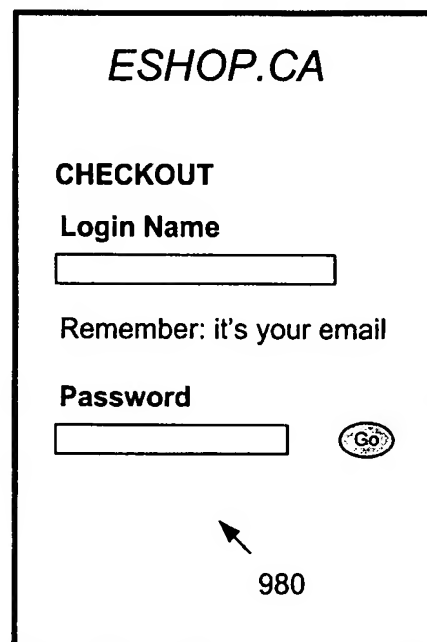 ESHOP.CA
CHECKOUT
Login Name
Remember: it's your email
Password
Go
980